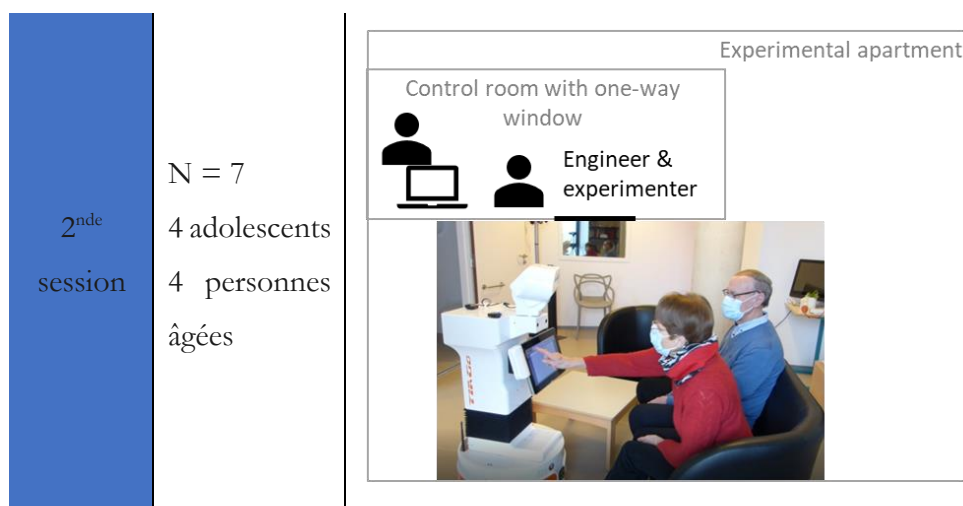 2nde
session
N = 7
4 adolescents
4 personnes
âgées
Experimental apartment
Control room with one-way
window
Engineer &
experimenter
TIAGO